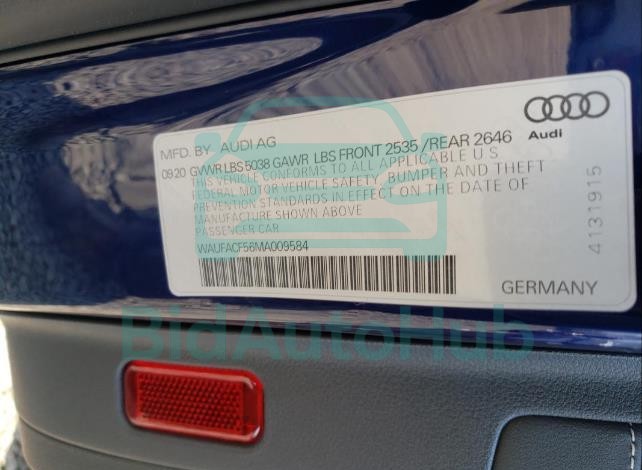 MFD. BY AUDI AG
09.20 GVWR LBS 5038 GAWR LBS FRONT 2535 /REAR 2646
THIS VEHICLE CONFORMS TO ALL APPLICABLE U S
FEDERAL MOTOR VEHICLE SAFETY, BUMPER AND THEFT
PREVENTION STANDARDS IN EFFECT ON THE DATE OF
MANUFACTURE SHOWN ABOVE
PASSENGER CAR
WAUFACF56MA009584
Audi
4131915
GERMANY
BidAutoHub